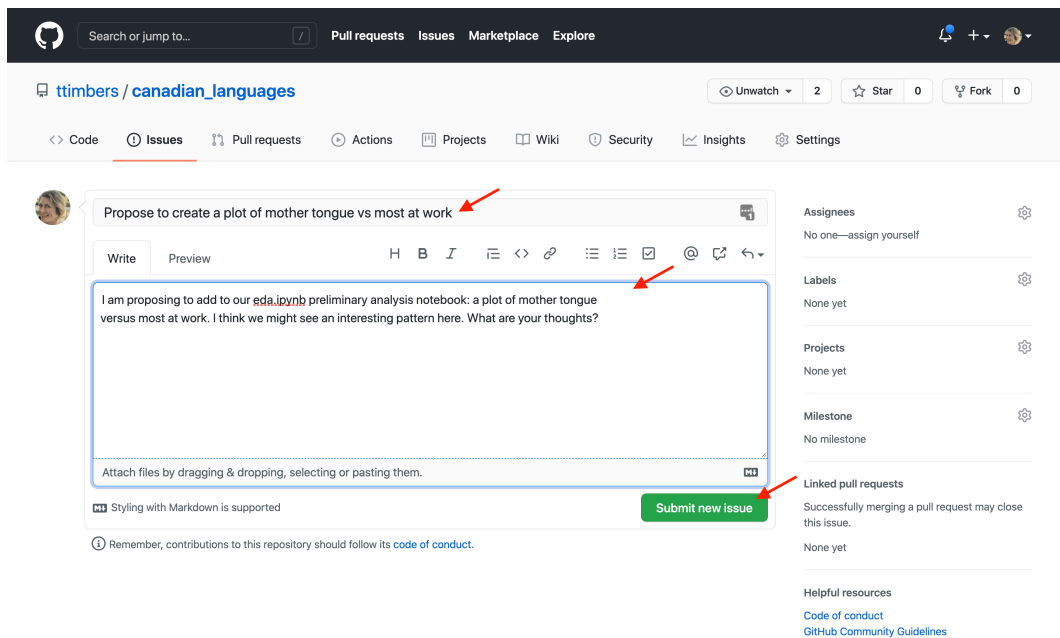 Search or jump to... /
Pull requests Issues Marketplace Explore
ttimbers / canadian_languages
Unwatch 2 Star 0 Fork 0
Code Issues Pull requests Actions Projects Wiki Security Insights Settings
Propose to create a plot of mother tongue vs most at work
Write Preview
I am proposing to add to our eda.ipynb preliminary analysis notebook: a plot of mother tongue
versus most at work. I think we might see an interesting pattern here. What are your thoughts?
Attach files by dragging & dropping, selecting or pasting them.
Styling with Markdown is supported
Submit new issue
Remember, contributions to this repository should follow its code of conduct.
Assignees
No one—assign yourself
Labels
None yet
Projects
None yet
Milestone
No milestone
Linked pull requests
Successfully merging a pull request may close
this issue.
None yet
Helpful resources
Code of conduct
GitHub Community Guidelines